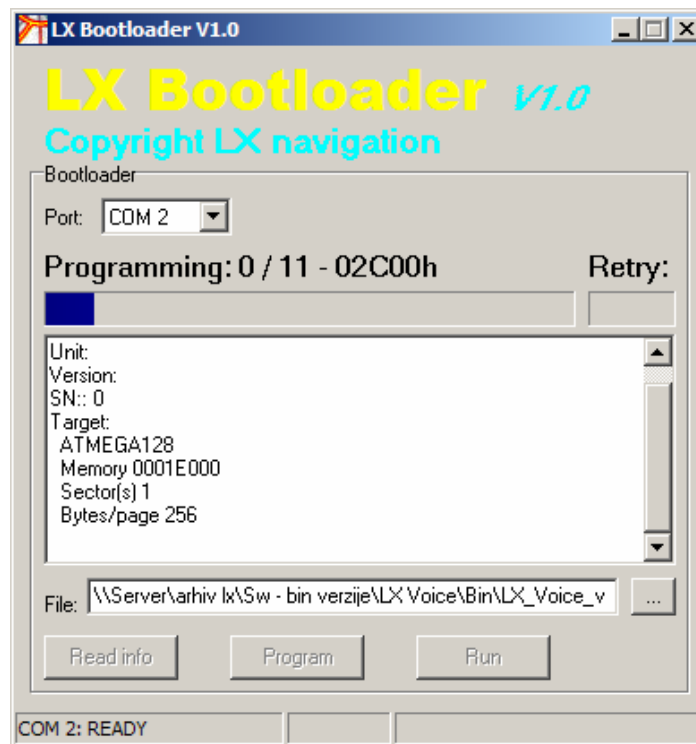 LX Bootloader V1.0
LX Bootloader V1.0
Copyright LX navigation
Bootloader
Port: COM 2
Programming: 0 / 11 - 02C00h Retry:
Unit:
Version:
SN:: 0
Target:
ATMEGA128
Memory 0001E000
Sector(s) 1
Bytes/page 256
File: \\Server\arhiv lx\Sw - bin verzije\LX Voice\Bin\LX_Voice_v ...
Read info Program Run
COM 2: READY